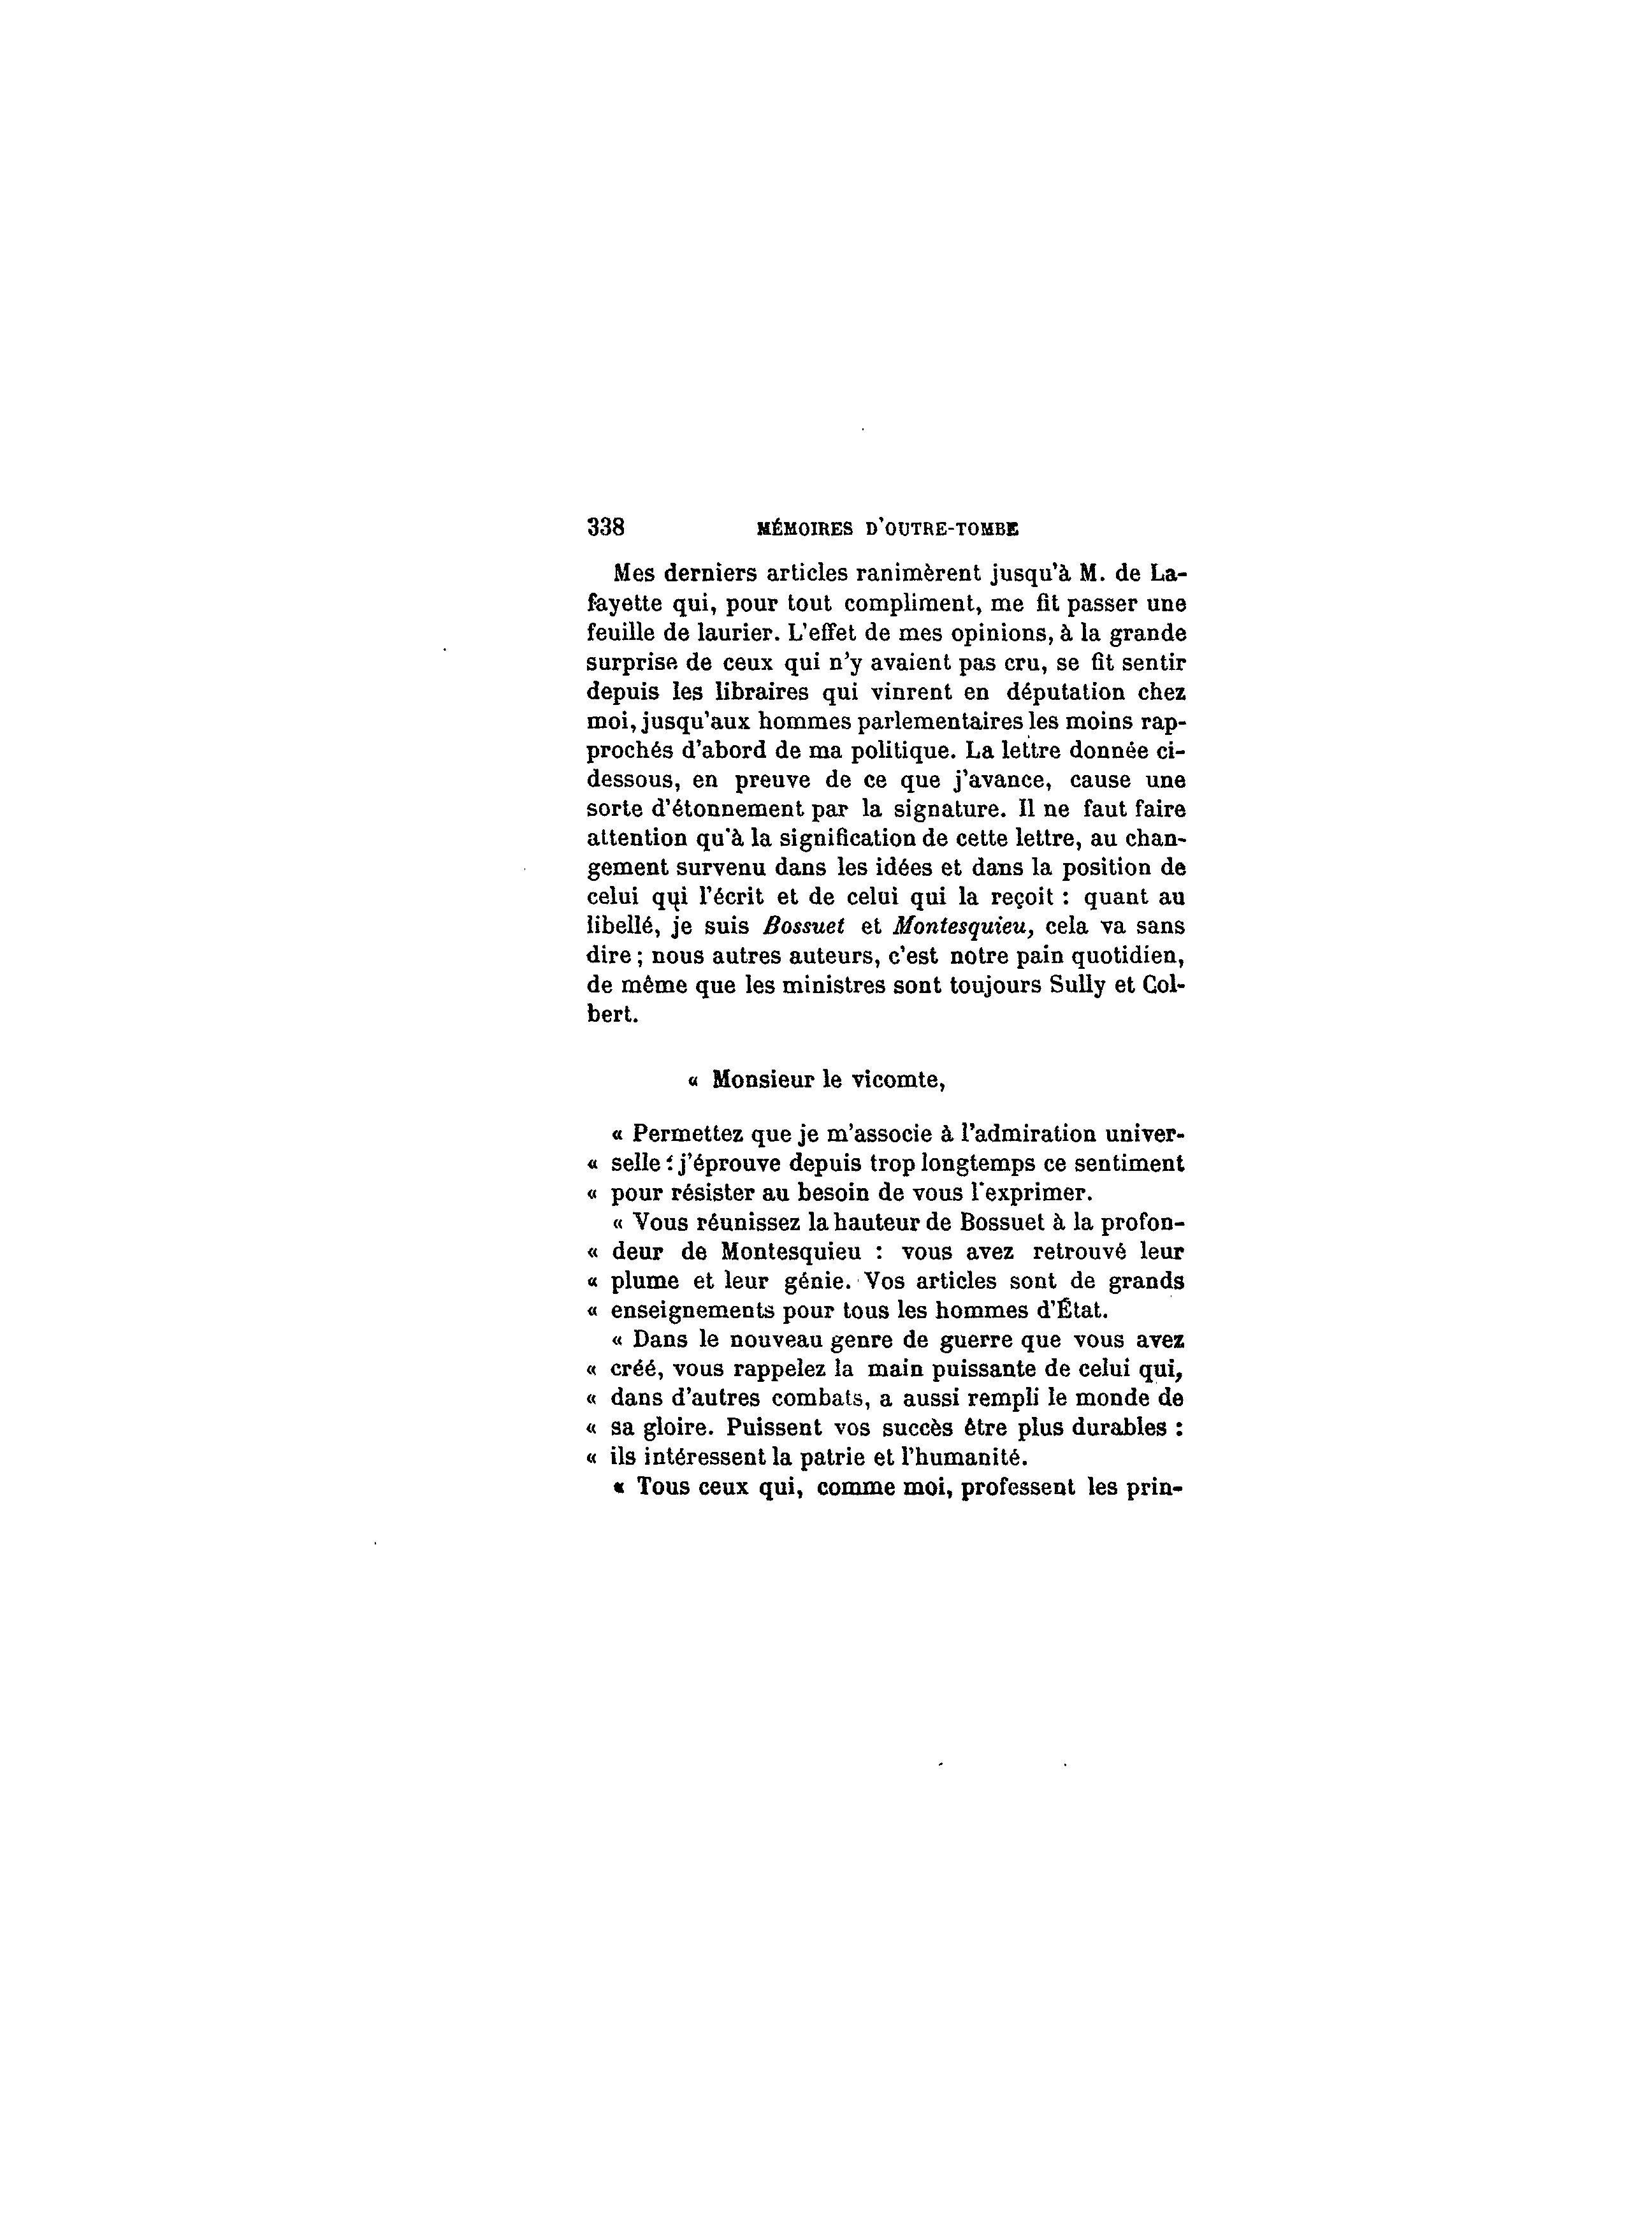 338 MÉMOIRES D'OUTRE-TOMBE
Mes derniers articles ranimèrent jusqu'à M. de La-
fayette qui, pour tout compliment, me fit passer une
feuille de laurier. L'effet de mes opinions, à la grande
surprise de ceux qui n'y avaient pas cru, se fit sentir
depuis les libraires qui vinrent en députation chez
moi, jusqu'aux hommes parlementaires les moins rap-
prochés d'abord de ma politique. La lettre donnée ci-
dessous, en preuve de ce que j'avance, cause une
sorte d'étonnement par la signature. Il ne faut faire
attention qu'à la signification de cette lettre, au chan-
gement survenu dans les idées et dans la position de
celui qui l'écrit et de celui qui la reçoit : quant au
libellé, je suis Bossuet et Montesquieu, cela va sans
dire ; nous autres auteurs, c'est notre pain quotidien,
de même que les ministres sont toujours Sully et Col-
bert.
« Monsieur le vicomte,
« Permettez que je m'associe à l'admiration univer-
« selle : j'éprouve depuis trop longtemps ce sentiment
« pour résister au besoin de vous l'exprimer.
« Vous réunissez la hauteur de Bossuet à la profon-
« deur de Montesquieu : vous avez retrouvé leur
« plume et leur génie. Vos articles sont de grands
« enseignements pour tous les hommes d'État.
« Dans le nouveau genre de guerre que vous avez
« créé, vous rappelez la main puissante de celui qui,
« dans d'autres combats, a aussi rempli le monde de
« sa gloire. Puissent vos succès être plus durables :
« ils intéressent la patrie et l'humanité.
« Tous ceux qui, comme moi, professent les prin-